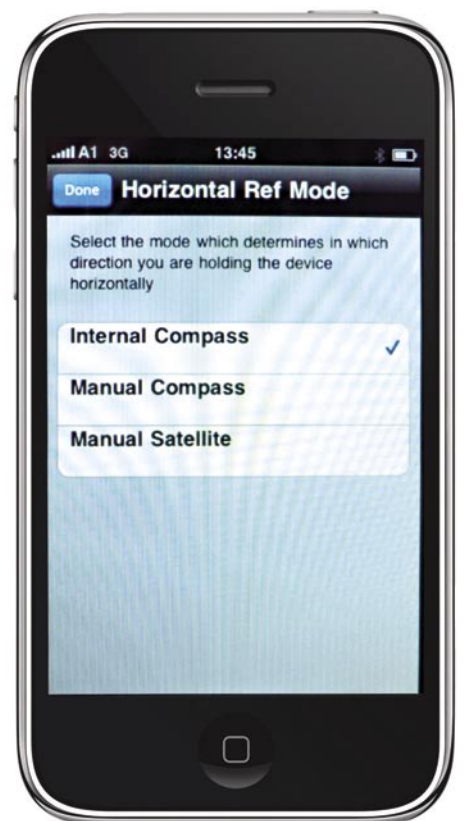 A1 3G 13:45
Done Horizontal Ref Mode
Select the mode which determines in which
direction you are holding the device
horizontally
Internal Compass
Manual Compass
Manual Satellite